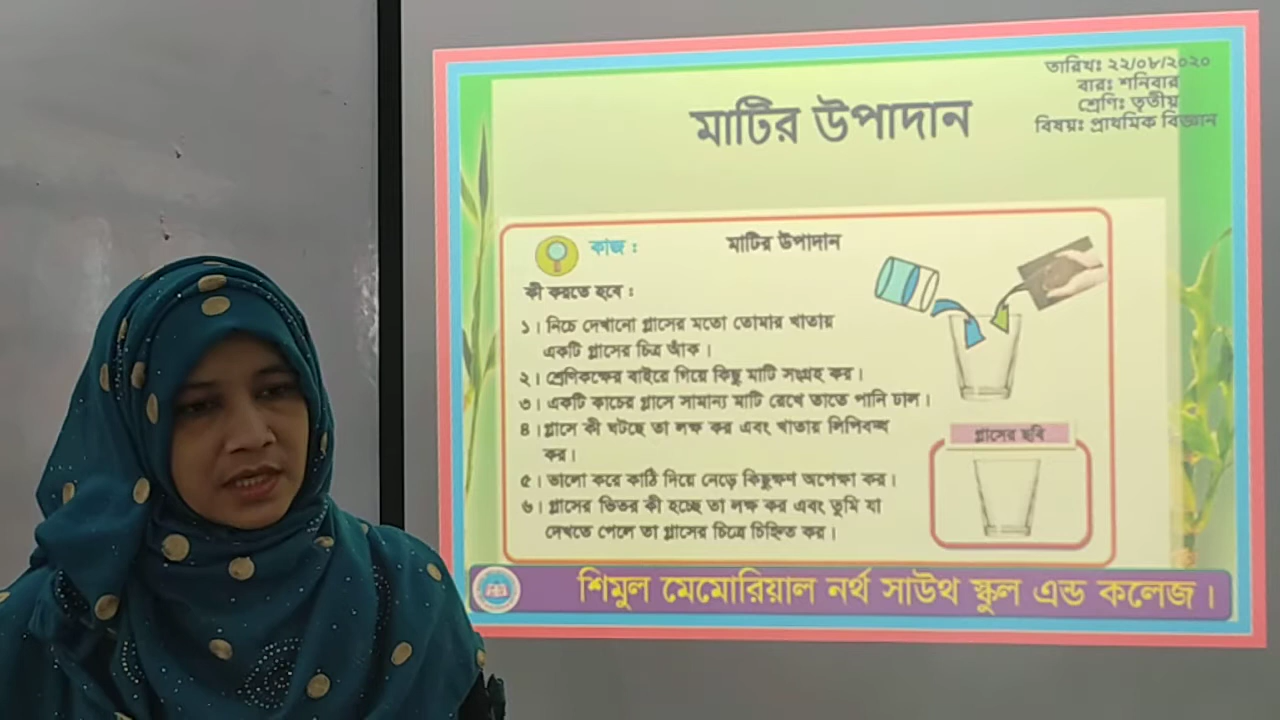 তারিখঃ ২২/০৮/২০২০
বারঃ শনিবার
শ্রেণিঃ তৃতীয়
বিষয়ঃ প্রাথমিক বিজ্ঞান
মাটির উপাদান
কাজ :
মাটির উপাদান
কী করতে হবে :
১। নিচে দেখানো গ্লাসের মতো তোমার খাতায়
একটি গ্লাসের চিত্র আঁক।
২। শ্রেণিকক্ষের বাইরে গিয়ে কিছু মাটি সংগ্রহ কর।
৩। একটি কাচের গ্লাসে সামান্য মাটি রেখে তাতে পানি ঢাল।
৪। গ্লাসে কী ঘটছে তা লক্ষ কর এবং খাতায় লিপিবদ্ধ
কর।
৫। ভালো করে কাঠি দিয়ে নেড়ে কিছুক্ষণ অপেক্ষা কর।
৬। গ্লাসের ভিতর কী হচ্ছে তা লক্ষ কর এবং তুমি যা
দেখতে পেলে তা গ্লাসের চিত্রে চিহ্নিত কর।
গ্লাসের ছবি
শিমুল মেমোরিয়াল নর্থ সাউথ স্কুল এন্ড কলেজ।